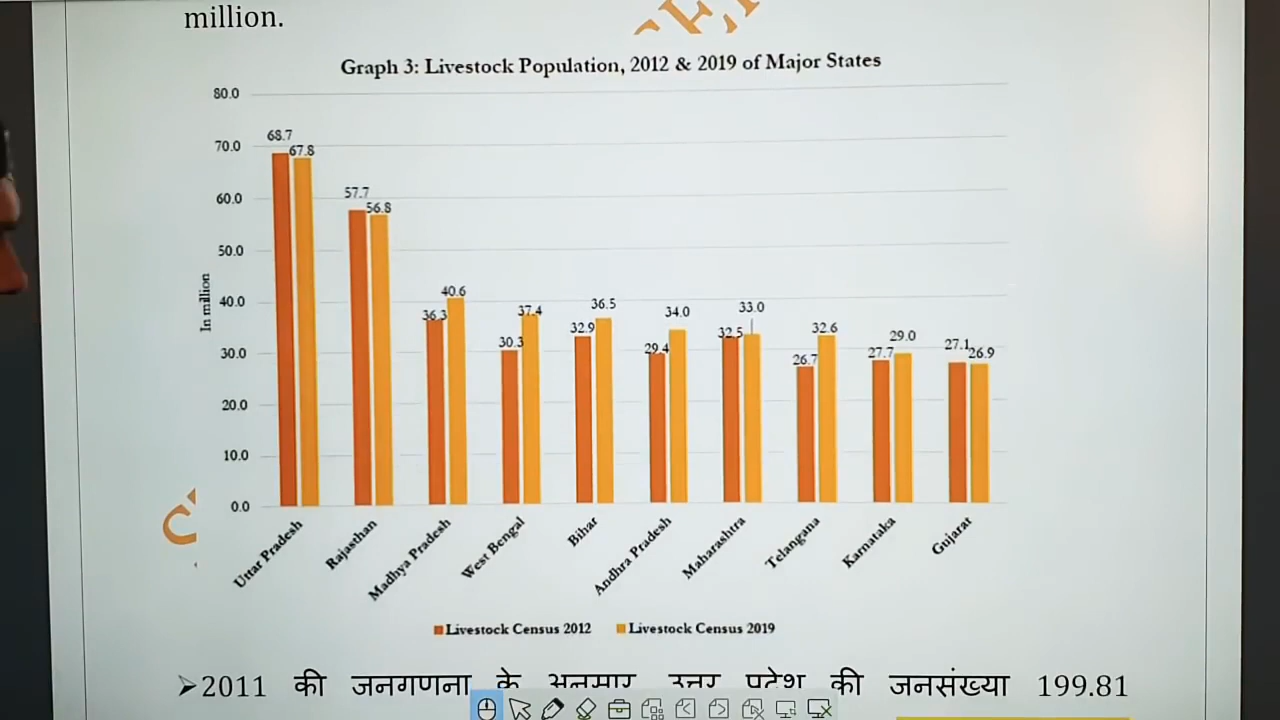 million.
Graph 3: Livestock Population, 2012 & 2019 of Major States
80.0
70.0
60.0
50.0
40.0
30.0
20.0
10.0
0.0
In million
68.7
67.8
57.7
56.8
36.3
40.6
30.3
37.4
32.9
36.5
29.4
34.0
32.5
33.0
26.7
32.6
27.7
29.0
27.1
26.9
Uttar Pradesh
Rajasthan
Madhya Pradesh
West Bengal
Bihar
Andhra Pradesh
Maharashtra
Telangana
Karnataka
Gujarat
Livestock Census 2012
Livestock Census 2019
➢2011 की जनगणना के अनुसार उत्तर प्रदेश की जनसंख्या 199.81